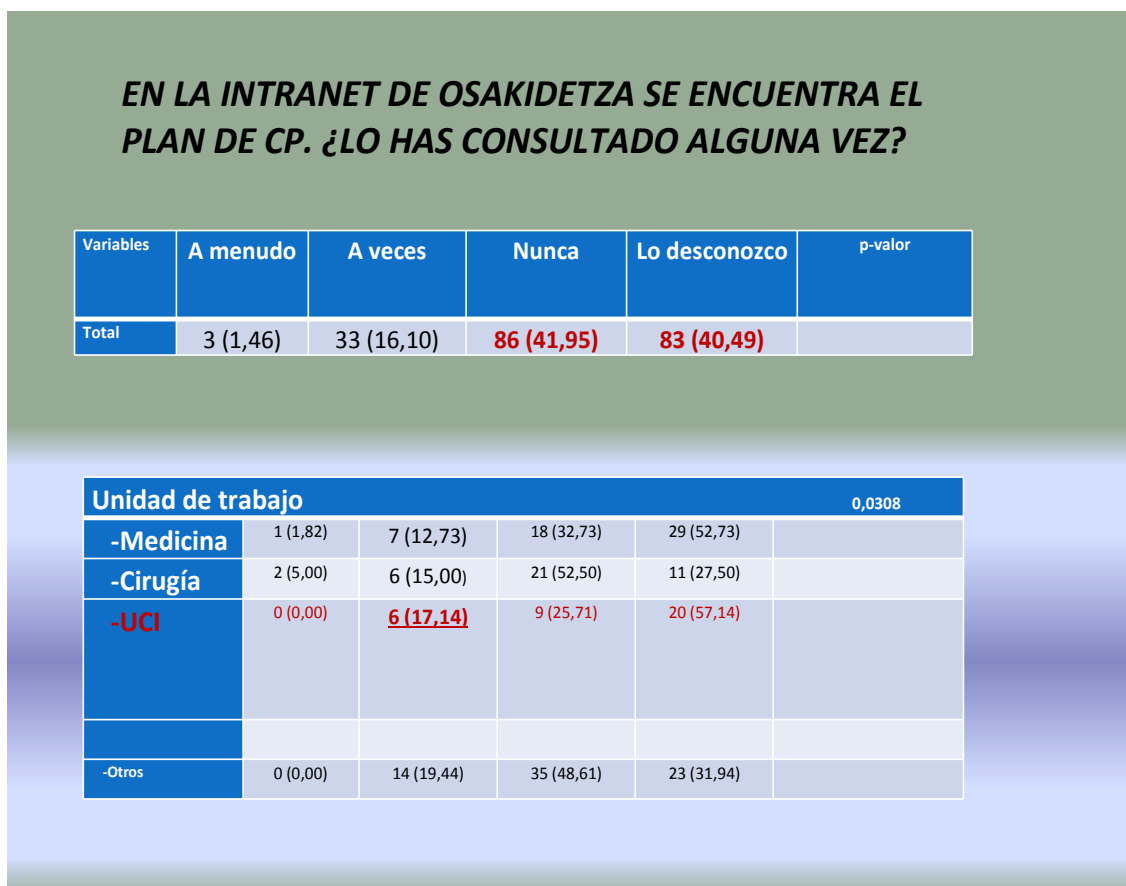 EN LA INTRANET DE OSAKIDETZA SE ENCUENTRA EL
PLAN DE CP. ¿LO HAS CONSULTADO ALGUNA VEZ?
Variables A menudo A veces Nunca Lo desconozco p-valor
Total 3 (1,46) 33 (16,10) 86 (41,95) 83 (40,49)
Unidad de trabajo 0,0308
-Medicina 1 (1,82) 7 (12,73) 18 (32,73) 29 (52,73)
-Cirugía 2 (5,00) 6 (15,00) 21 (52,50) 11 (27,50)
-UCI 0 (0,00) 6 (17,14) 9 (25,71) 20 (57,14)
-Otros 0 (0,00) 14 (19,44) 35 (48,61) 23 (31,94)